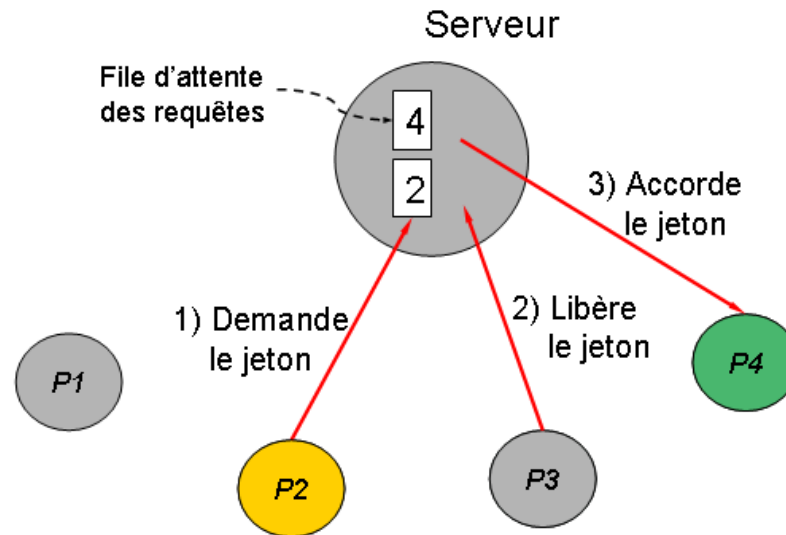 Serveur
File d'attente
des requêtes
4
2
3) Accorde
le jeton
1) Demande
le jeton
2) Libère
le jeton
P1
P2
P3
P4